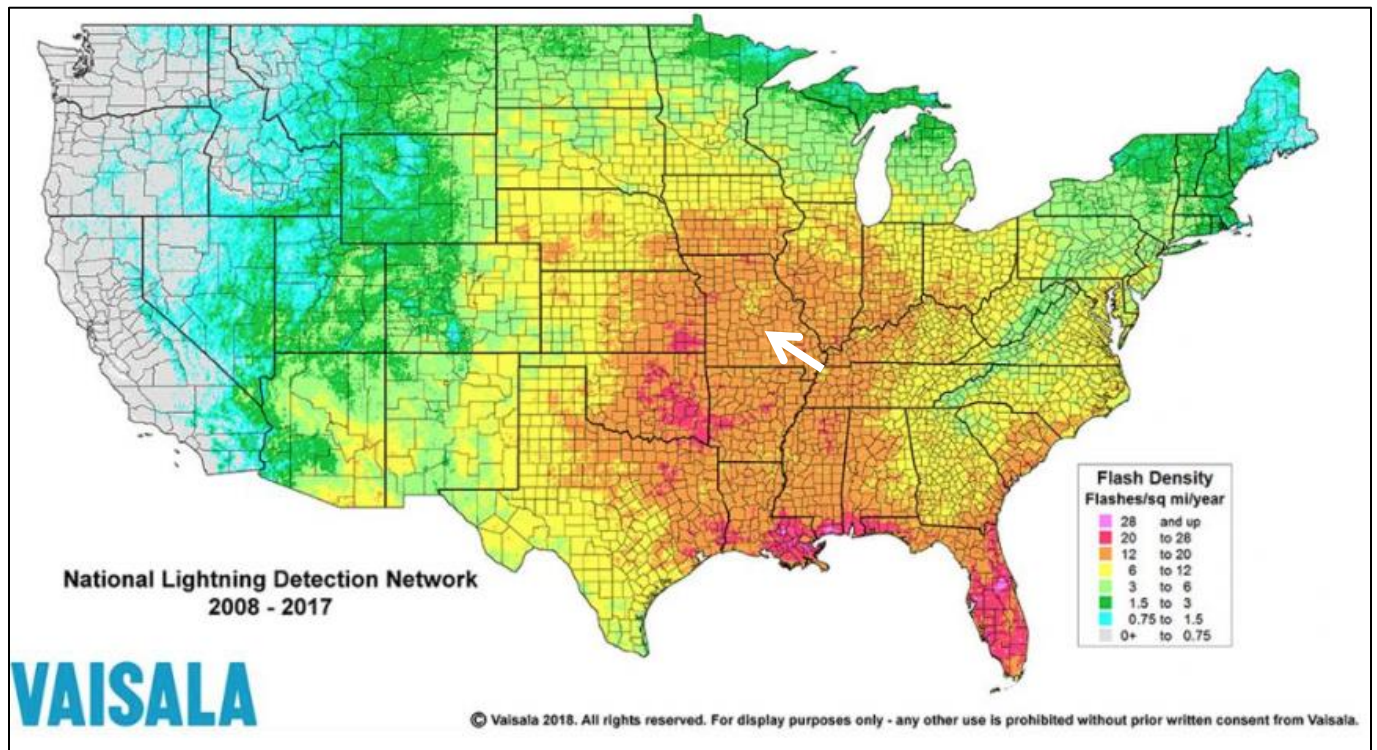 National Lightning Detection Network
2008 - 2017
VAISALA
Flash Density
Flashes/sq mi/year
28 and up
20 to 28
12 to 20
6 to 12
3 to 6
1.5 to 3
0.75 to 1.5
0+ to 0.75
© Vaisala 2018. All rights reserved. For display purposes only - any other use is prohibited without prior written consent from Vaisala.